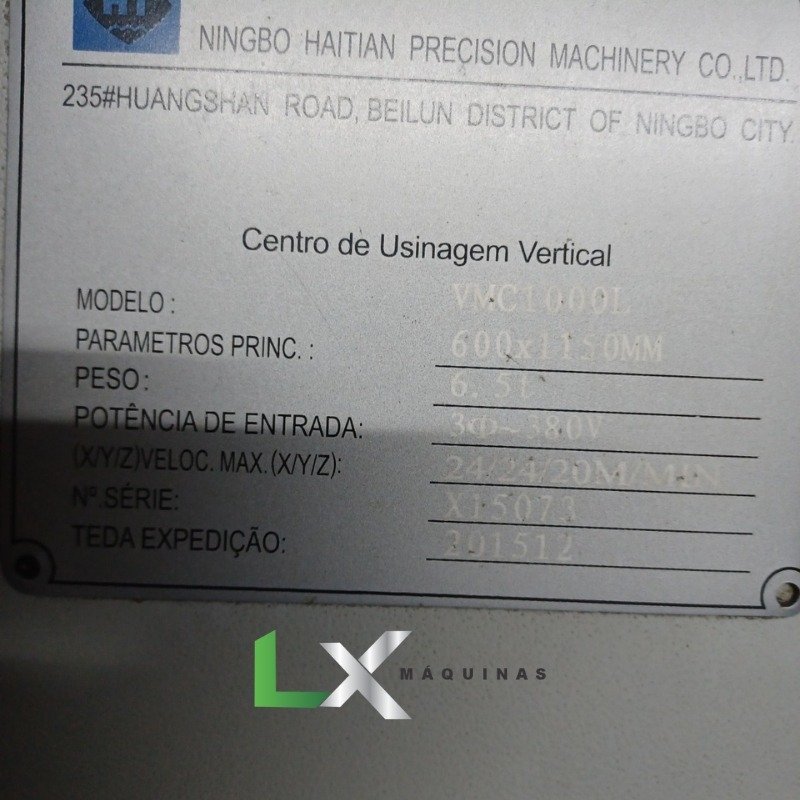 NINGBO HAITIAN PRECISION MACHINERY CO.,LTD.
235#HUANGSHAN ROAD, BEILUN DISTRICT OF NINGBO CITY
Centro de Usinagem Vertical
MODELO: VMC1000L
PARAMETROS PRINC.: 600x1150MM
PESO: 6.5t
POTÊNCIA DE ENTRADA: 3Φ~380V
(X/Y/Z)VELOC. MAX.(X/Y/Z): 24/24/20M/MIN
Nº.SÉRIE: X15073
TEDA EXPEDIÇÃO: 201512
LX MÁQUINAS